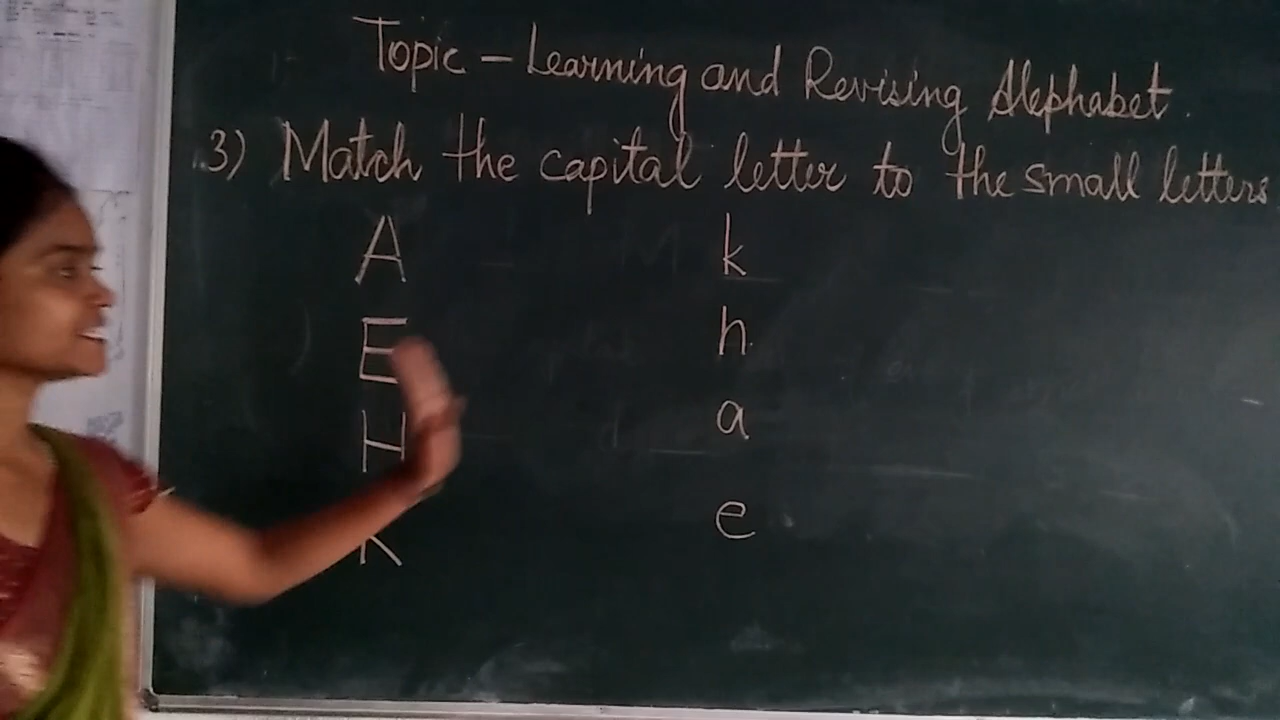 Topic - Learning and Revising Alephabet.
3) Match the capital letter to the small letters
A k
E h
H a
K e